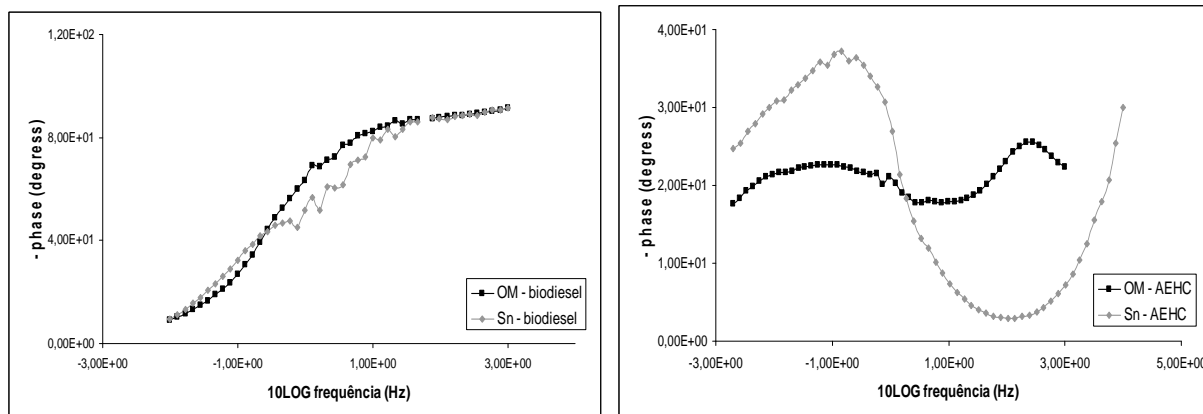 1,20E+02
8,00E+01
4,00E+01
0,00E+00
- phase (degress)
-3,00E+00 -1,00E+00 1,00E+00 3,00E+00
10LOG frequência (Hz)
OM - biodiesel
Sn - biodiesel
4,00E+01
3,00E+01
2,00E+01
1,00E+01
0,00E+00
- phase (degress)
-3,00E+00 -1,00E+00 1,00E+00 3,00E+00 5,00E+00
10LOG frequência (Hz)
OM - AEHC
Sn - AEHC